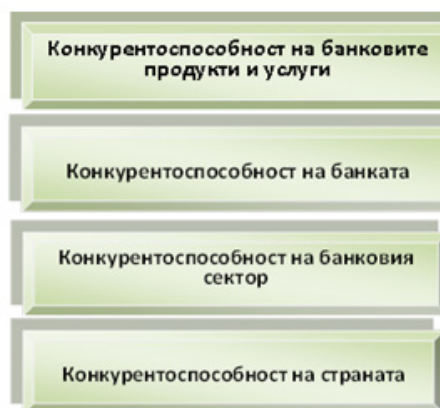 Конкурентоспособност на банковите
продукти и услуги
Конкурентоспособност на банката
Конкурентоспособност на банковия
сектор
Конкурентоспособност на страната